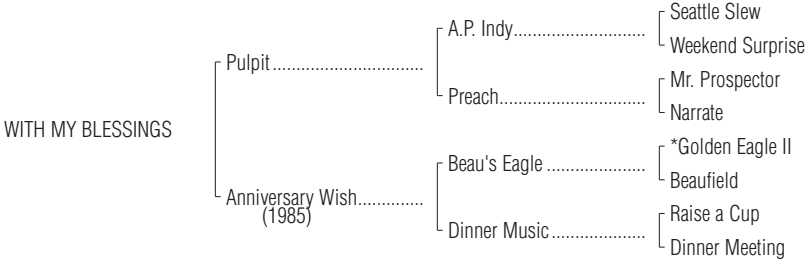 Seattle Slew
A.P. Indy..............................
Weekend Surprise
Pulpit..................................
Mr. Prospector
Preach..................................
Narrate
WITH MY BLESSINGS
*Golden Eagle II
Beau's Eagle ......................
Beaufield
Anniversary Wish..............
(1985)
Raise a Cup
Dinner Music.....................
Dinner Meeting